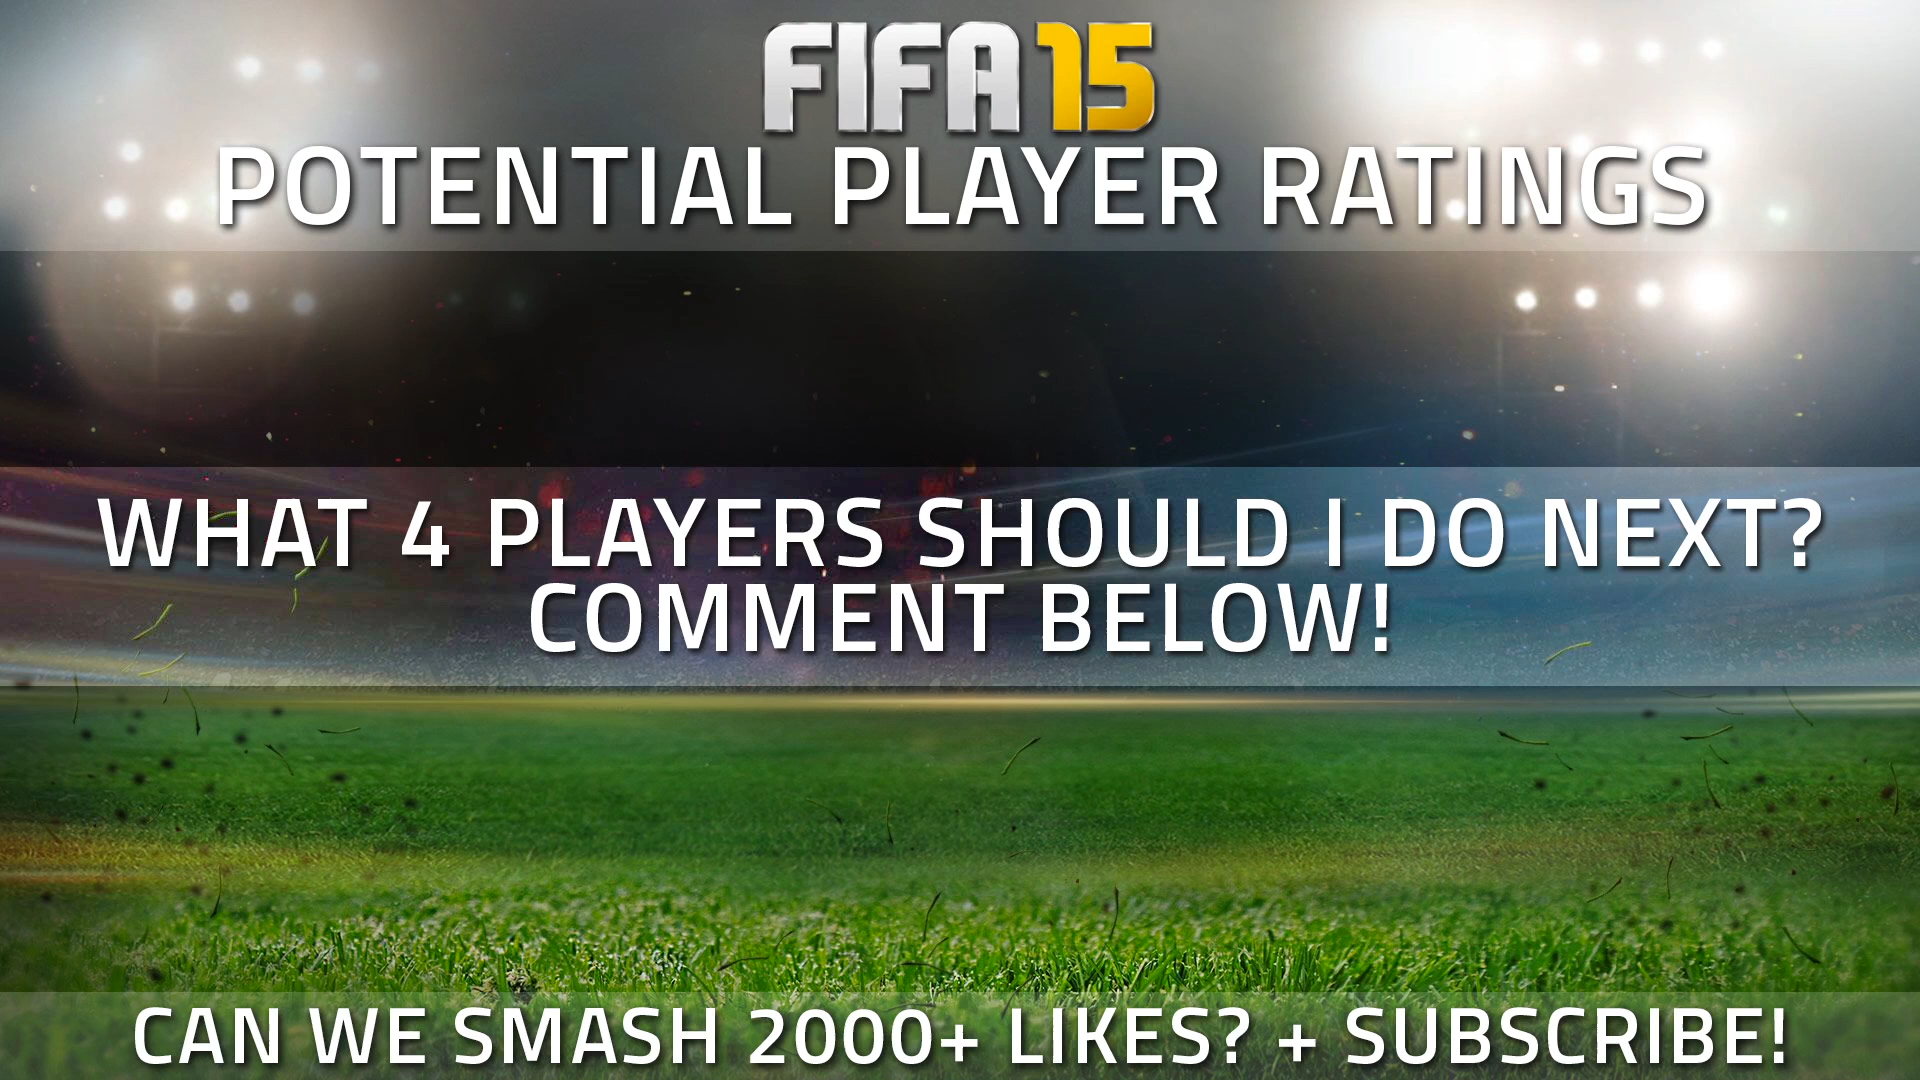 FIFA 15
POTENTIAL PLAYER RATINGS
WHAT 4 PLAYERS SHOULD I DO NEXT?
COMMENT BELOW!
CAN WE SMASH 2000+ LIKES? + SUBSCRIBE!